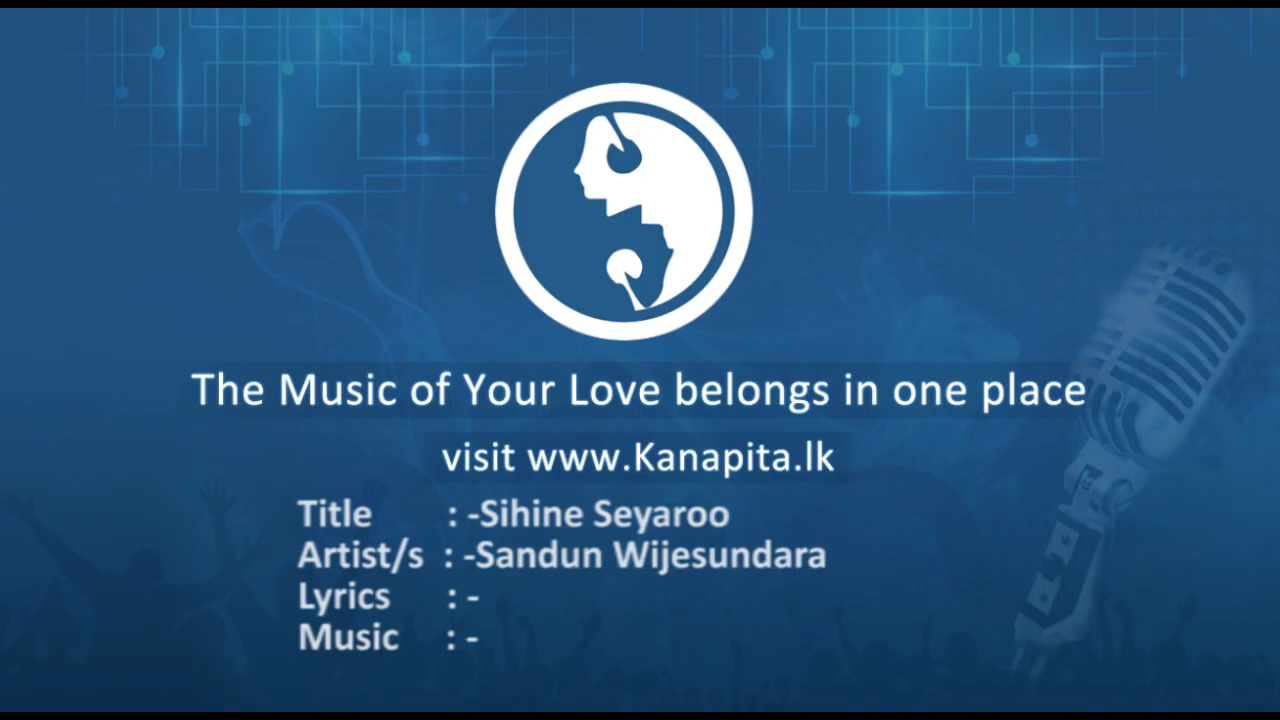 The Music of Your Love belongs in one place
visit www.Kanapita.lk
Title : -Sihine Seyaroo
Artist/s : -Sandun Wijesundara
Lyrics : -
Music : -